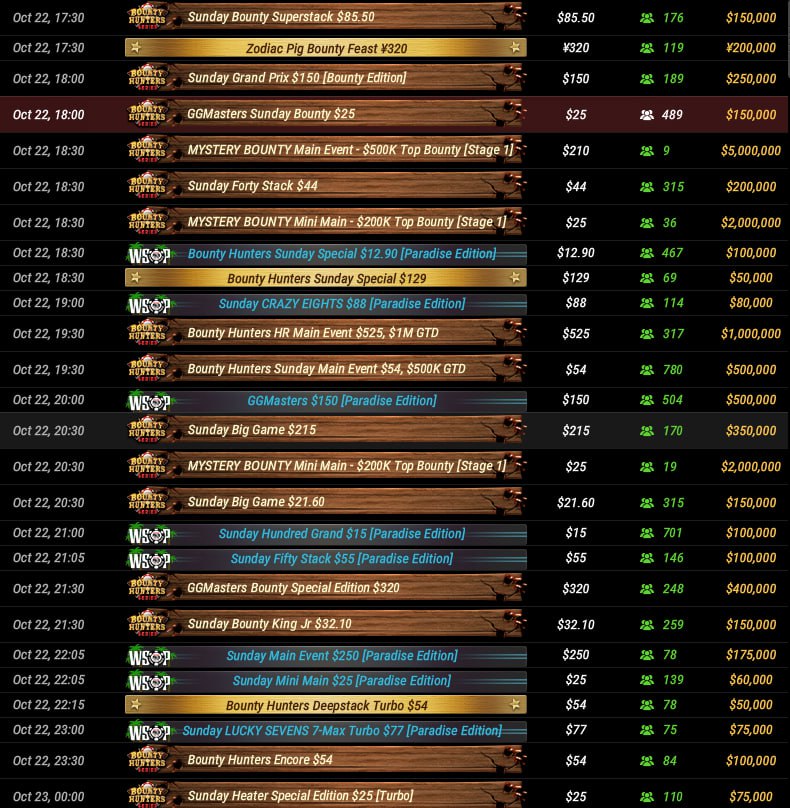 Oct 22, 17:30 BOUNTY HUNTERS Sunday Bounty Superstack $85.50 $85.50 176 $150,000
Oct 22, 17:30 Zodiac Pig Bounty Feast ¥320 ¥320 119 ¥200,000
Oct 22, 18:00 BOUNTY HUNTERS Sunday Grand Prix $150 [Bounty Edition] $150 189 $250,000
Oct 22, 18:00 BOUNTY HUNTERS GGMasters Sunday Bounty $25 $25 489 $150,000
Oct 22, 18:30 BOUNTY HUNTERS MYSTERY BOUNTY Main Event - $500K Top Bounty [Stage 1] $210 9 $5,000,000
Oct 22, 18:30 BOUNTY HUNTERS Sunday Forty Stack $44 $44 315 $200,000
Oct 22, 18:30 BOUNTY HUNTERS MYSTERY BOUNTY Mini Main - $200K Top Bounty [Stage 1] $25 36 $2,000,000
Oct 22, 18:30 WSOP Bounty Hunters Sunday Special $12.90 [Paradise Edition] $12.90 467 $100,000
Oct 22, 18:30 Bounty Hunters Sunday Special $129 $129 69 $50,000
Oct 22, 19:00 WSOP Sunday CRAZY EIGHTS $88 [Paradise Edition] $88 114 $80,000
Oct 22, 19:30 BOUNTY HUNTERS Bounty Hunters HR Main Event $525, $1M GTD $525 317 $1,000,000
Oct 22, 19:30 BOUNTY HUNTERS Bounty Hunters Sunday Main Event $54, $500K GTD $54 780 $500,000
Oct 22, 20:00 WSOP GGMasters $150 [Paradise Edition] $150 504 $500,000
Oct 22, 20:30 BOUNTY HUNTERS Sunday Big Game $215 $215 170 $350,000
Oct 22, 20:30 BOUNTY HUNTERS MYSTERY BOUNTY Mini Main - $200K Top Bounty [Stage 1] $25 19 $2,000,000
Oct 22, 20:30 BOUNTY HUNTERS Sunday Big Game $21.60 $21.60 315 $150,000
Oct 22, 21:00 WSOP Sunday Hundred Grand $15 [Paradise Edition] $15 701 $100,000
Oct 22, 21:05 WSOP Sunday Fifty Stack $55 [Paradise Edition] $55 146 $100,000
Oct 22, 21:30 BOUNTY HUNTERS GGMasters Bounty Special Edition $320 $320 248 $400,000
Oct 22, 21:30 BOUNTY HUNTERS Sunday Bounty King Jr $32.10 $32.10 259 $150,000
Oct 22, 22:05 WSOP Sunday Main Event $250 [Paradise Edition] $250 78 $175,000
Oct 22, 22:05 WSOP Sunday Mini Main $25 [Paradise Edition] $25 139 $60,000
Oct 22, 22:15 Bounty Hunters Deepstack Turbo $54 $54 78 $50,000
Oct 22, 23:00 WSOP Sunday LUCKY SEVENS 7-Max Turbo $77 [Paradise Edition] $77 75 $75,000
Oct 22, 23:30 BOUNTY HUNTERS Bounty Hunters Encore $54 $54 84 $100,000
Oct 23, 00:00 BOUNTY HUNTERS Sunday Heater Special Edition $25 [Turbo] $25 110 $75,000